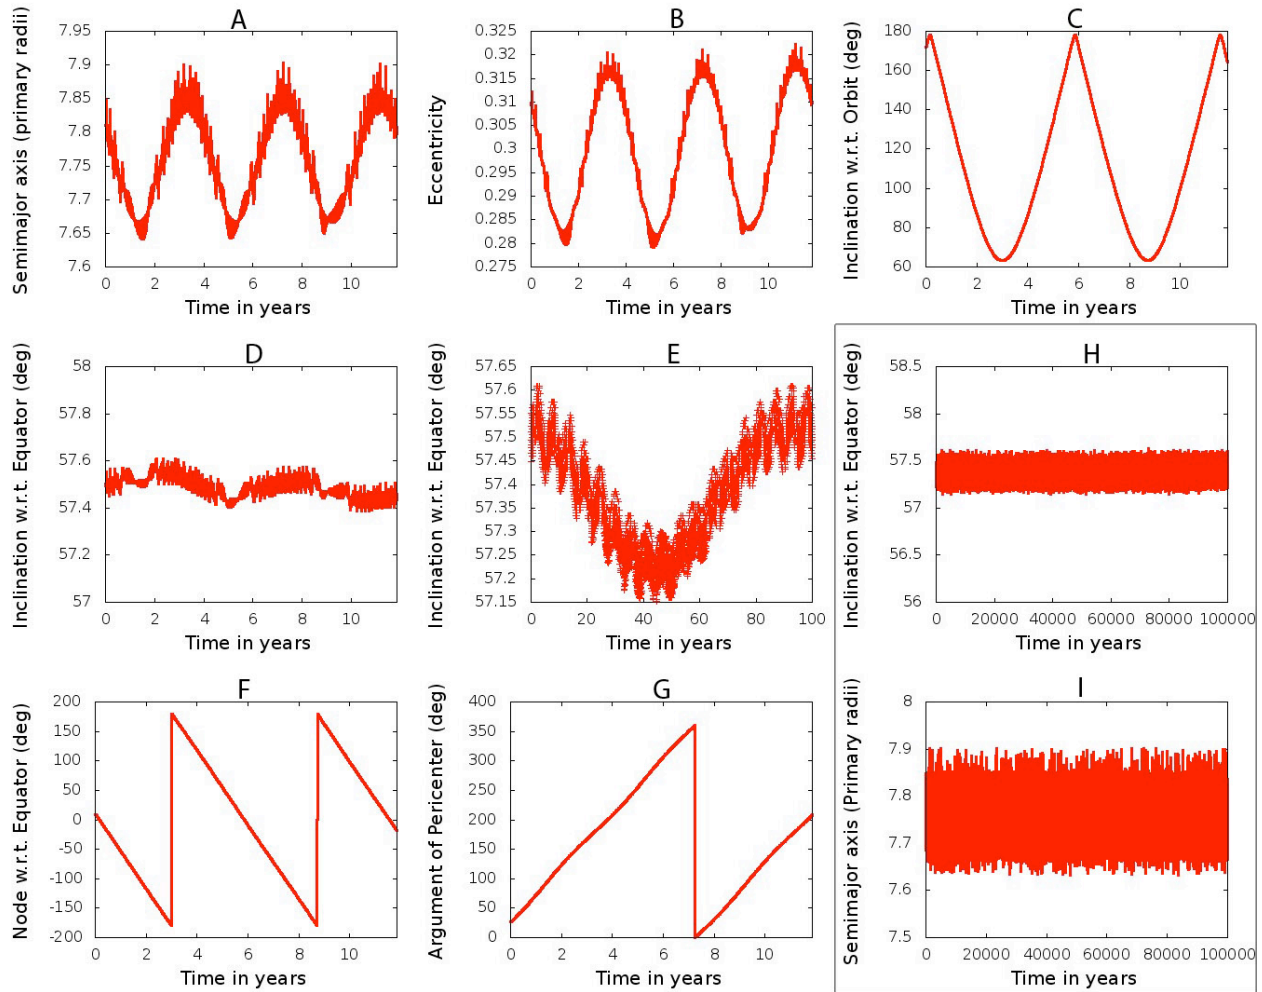 A
Semimajor axis (primary radii)
7.95
7.9
7.85
7.8
7.75
7.7
7.65
7.6
0 2 4 6 8 10
Time in years
B
Eccentricity
0.325
0.32
0.315
0.31
0.305
0.3
0.295
0.29
0.285
0.28
0.275
0 2 4 6 8 10
Time in years
C
Inclination w.r.t. Orbit (deg)
180
160
140
120
100
80
60
0 2 4 6 8 10
Time in years
D
Inclination w.r.t. Equator (deg)
58
57.8
57.6
57.4
57.2
57
0 2 4 6 8 10
Time in years
E
Inclination w.r.t. Equator (deg)
57.65
57.6
57.55
57.5
57.45
57.4
57.35
57.3
57.25
57.2
57.15
0 20 40 60 80 100
Time in years
H
Inclination w.r.t. Equator (deg)
58.5
58
57.5
57
56.5
56
0 20000 40000 60000 80000 100000
Time in years
F
Node w.r.t. Equator (deg)
200
150
100
50
0
-50
-100
-150
-200
0 2 4 6 8 10
Time in years
G
Argument of Pericenter (deg)
400
350
300
250
200
150
100
50
0
0 2 4 6 8 10
Time in years
I
Semimajor axis (Primary radii)
8
7.9
7.8
7.7
7.6
7.5
0 20000 40000 60000 80000 100000
Time in years